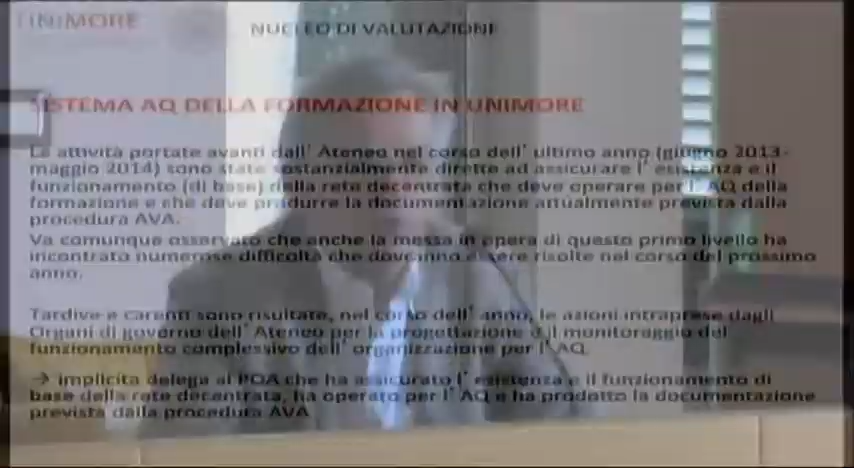 UNIMORE
NUCLEO DI VALUTAZIONE
SISTEMA AQ DELLA FORMAZIONE IN UNIMORE
Le attività portate avanti dall' Ateneo nel corso dell' ultimo anno (giugno 2013-
maggio 2014) sono state sostanzialmente dirette ad assicurare l' esistenza e il
funzionamento (di base) della rete decentrata che deve operare per l' AQ della
formazione e che deve produrre la documentazione attualmente prevista dalla
procedura AVA.
Va comunque osservato che anche la messa in opera di questo primo livello ha
incontrato numerose difficoltà che dovranno essere risolte nel corso del prossimo
anno.
Tardive e carenti sono risultate, nel corso dell' anno, le azioni intraprese dagli
Organi di governo dell' Ateneo per la progettazione e il monitoraggio del
funzionamento complessivo dell' organizzazione per l' AQ
→ implicita delega al PQA che ha assicurato l' esistenza e il funzionamento di
base della rete decentrata, ha operato per l' AQ e ha prodotto la documentazione
prevista dalla procedura AVA